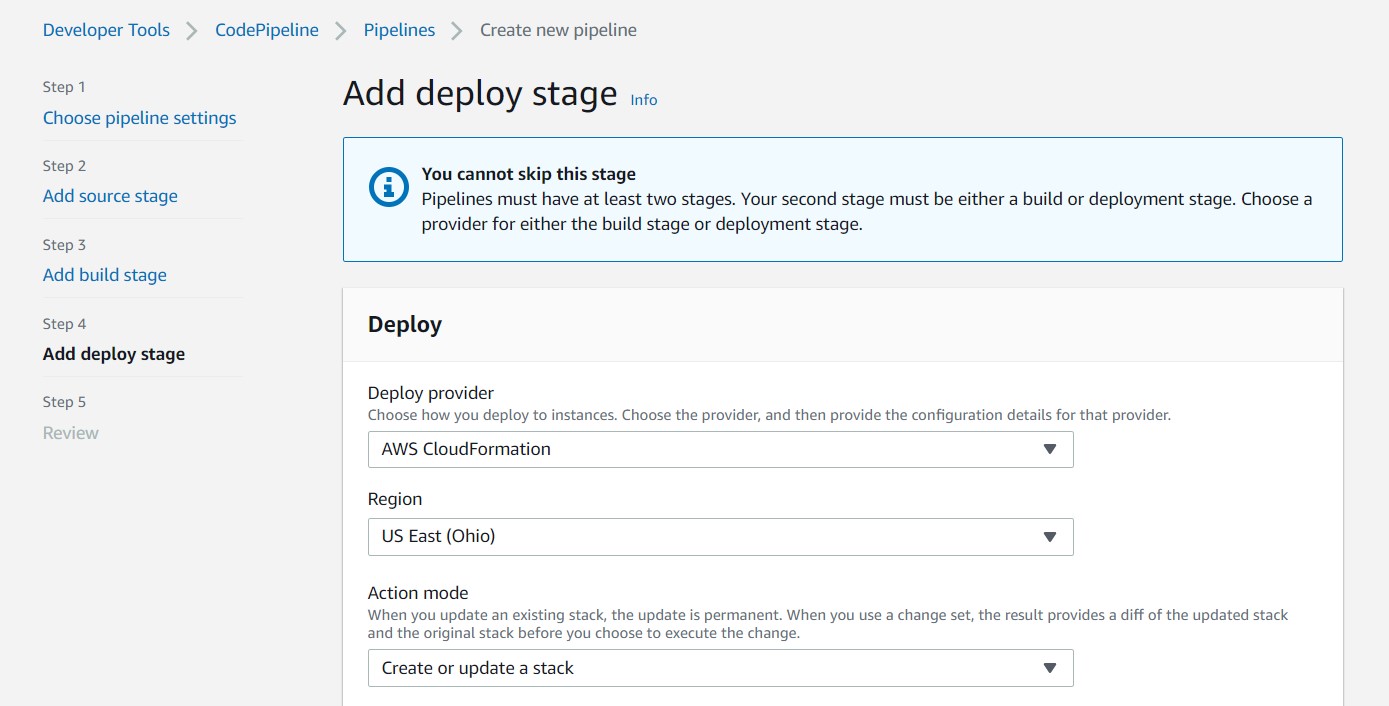 Developer Tools > CodePipeline > Pipelines > Create new pipeline
Step 1
Choose pipeline settings
Step 2
Add source stage
Step 3
Add build stage
Step 4
Add deploy stage
Step 5
Review
Add deploy stage Info
You cannot skip this stage
Pipelines must have at least two stages. Your second stage must be either a build or deployment stage. Choose a
provider for either the build stage or deployment stage.
Deploy
Deploy provider
Choose how you deploy to instances. Choose the provider, and then provide the configuration details for that provider.
AWS CloudFormation
Region
US East (Ohio)
Action mode
When you update an existing stack, the update is permanent. When you use a change set, the result provides a diff of the updated stack
and the original stack before you choose to execute the change.
Create or update a stack